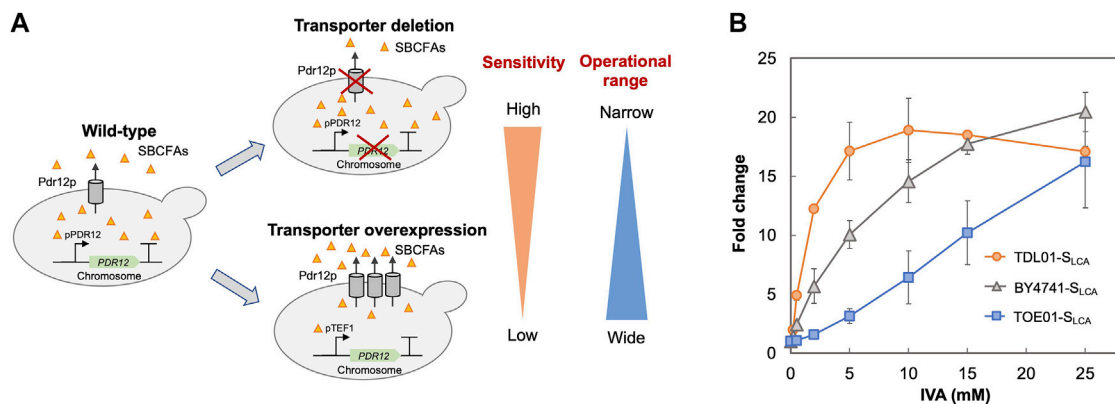 A
Transporter deletion
SBCFAs
Pdr12p
pPDR12
PDR12
Chromosome
Wild-type
SBCFAs
Pdr12p
pPDR12
PDR12
Chromosome
Transporter overexpression
SBCFAs
Pdr12p
pTEF1
PDR12
Chromosome
Sensitivity
High
Low
Operational
range
Narrow
Wide
B
25
20
15
10
5
0
Fold change
0
5
10
15
20
25
IVA (mM)
TDL01-SLCA
BY4741-SLCA
TOE01-SLCA